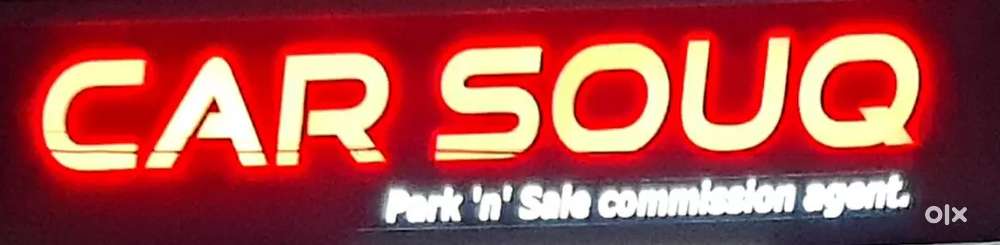 CAR SOUQ
Park 'n' Sale commission agent.
olx